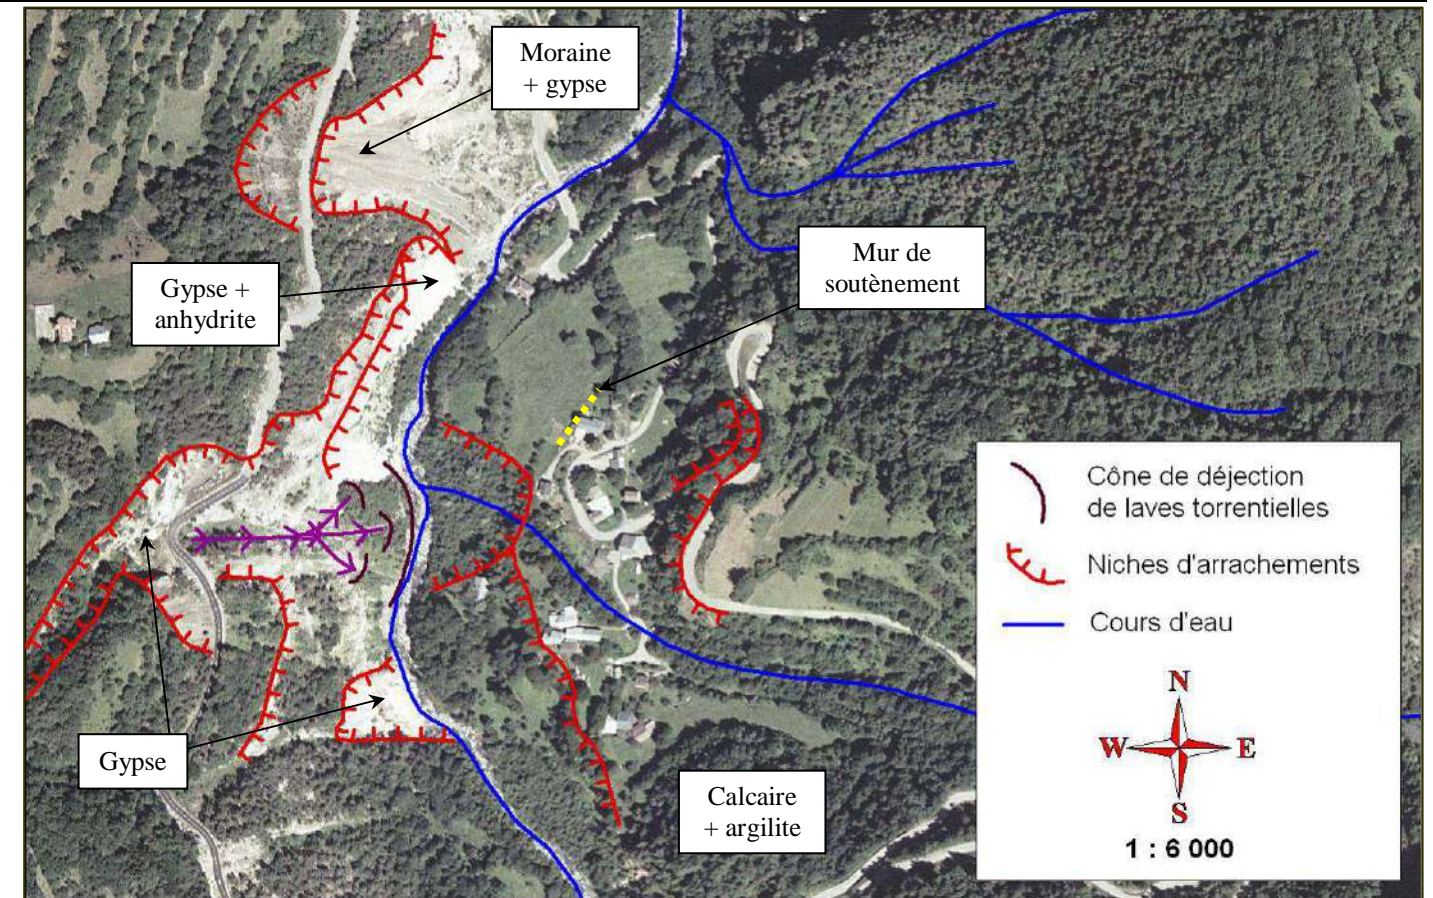 Moraine
+ gypse
Mur de
soutènement
Gypse +
anhydrite
Gypse
Calcaire
+ argilite
Cône de déjection
de laves torrentielles
Niches d'arrachements
Cours d'eau
N
W E
S
1 : 6 000